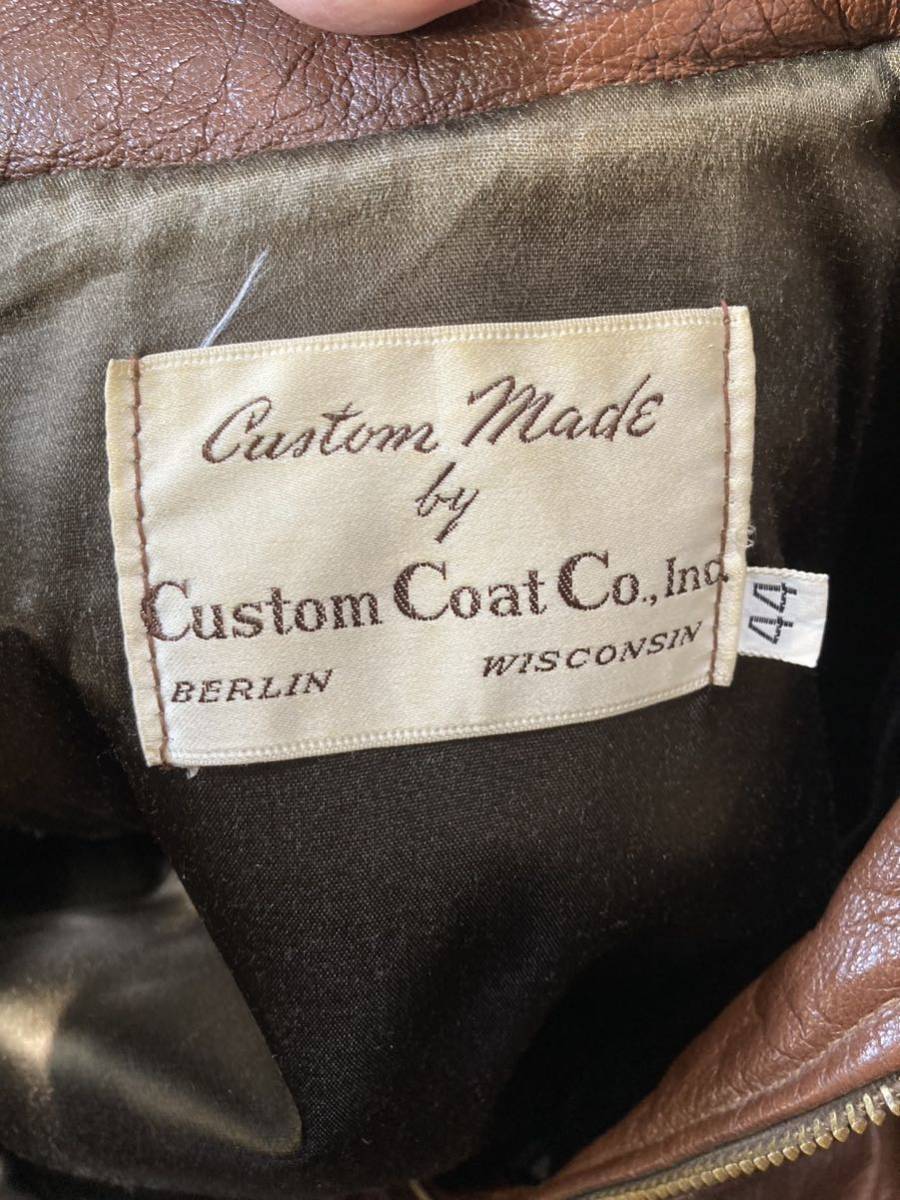 Custom Made
by
Custom Coat Co., Inc.
BERLIN WISCONSIN
44